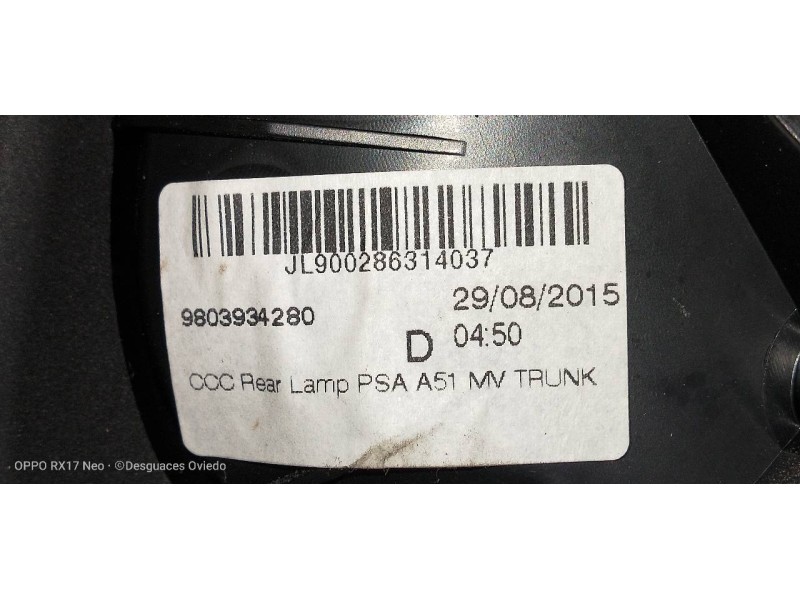 JL900286314037
29/08/2015
9803934280
D 04:50
CCC Rear Lamp PSA A51 MV TRUNK
OPPO RX17 Neo · ©Desguaces Oviedo